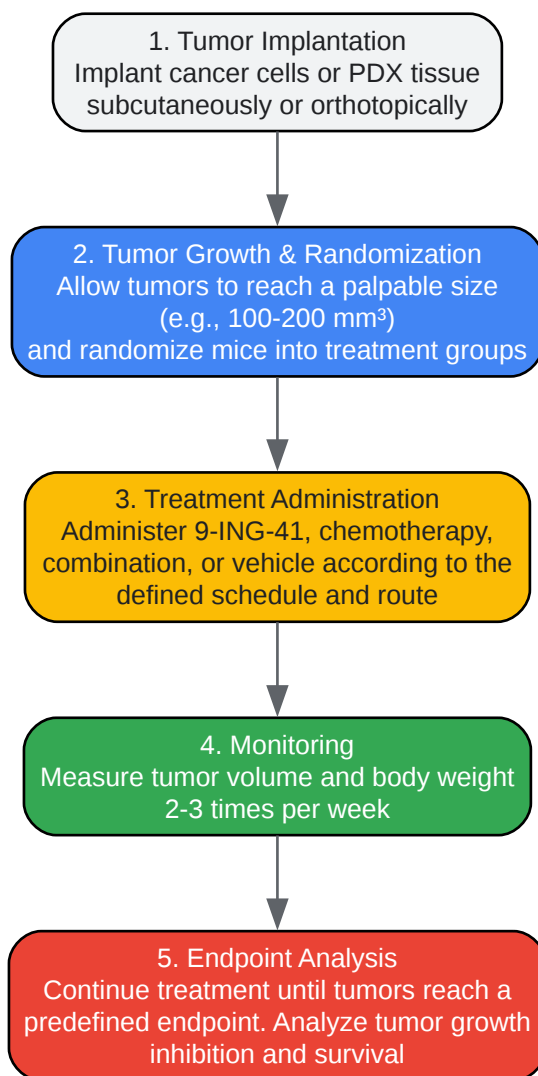 1. Tumor Implantation
Implant cancer cells or PDX tissue
subcutaneously or orthotopically
2. Tumor Growth & Randomization
Allow tumors to reach a palpable size
(e.g., 100-200 mm³)
and randomize mice into treatment groups
3. Treatment Administration
Administer 9-ING-41, chemotherapy,
combination, or vehicle according to the
defined schedule and route
4. Monitoring
Measure tumor volume and body weight
2-3 times per week
5. Endpoint Analysis
Continue treatment until tumors reach a
predefined endpoint. Analyze tumor growth
inhibition and survival